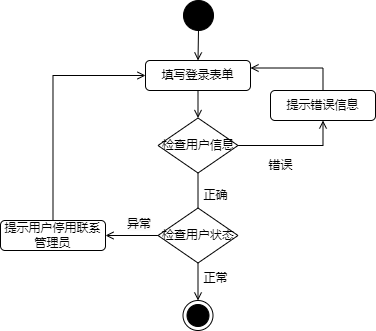 填写登录表单
提示错误信息
检查用户信息
错误
正确
异常
提示用户停用联系
管理员
检查用户状态
正常